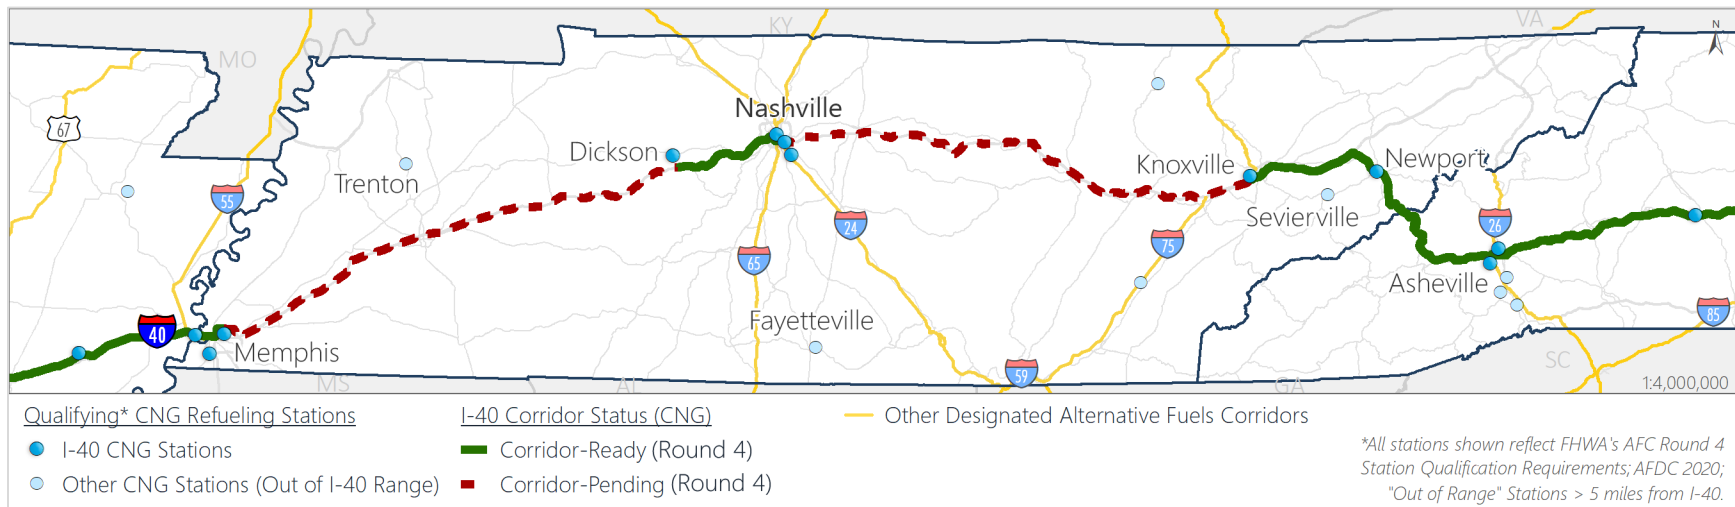 KY
VA
N
MO
Nashville
67
Dickson
Newport
Knoxville
Trenton
55
Sevierville
24
26
75
65
Asheville
Fayetteville
85
40
Memphis
SC
59
MS
AL
GA
1:4,000,000
Qualifying* CNG Refueling Stations
I-40 CNG Stations
Other CNG Stations (Out of I-40 Range)
I-40 Corridor Status (CNG)
Corridor-Ready (Round 4)
Corridor-Pending (Round 4)
Other Designated Alternative Fuels Corridors
*All stations shown reflect FHWA's AFC Round 4
Station Qualification Requirements; AFDC 2020;
"Out of Range" Stations > 5 miles from I-40.